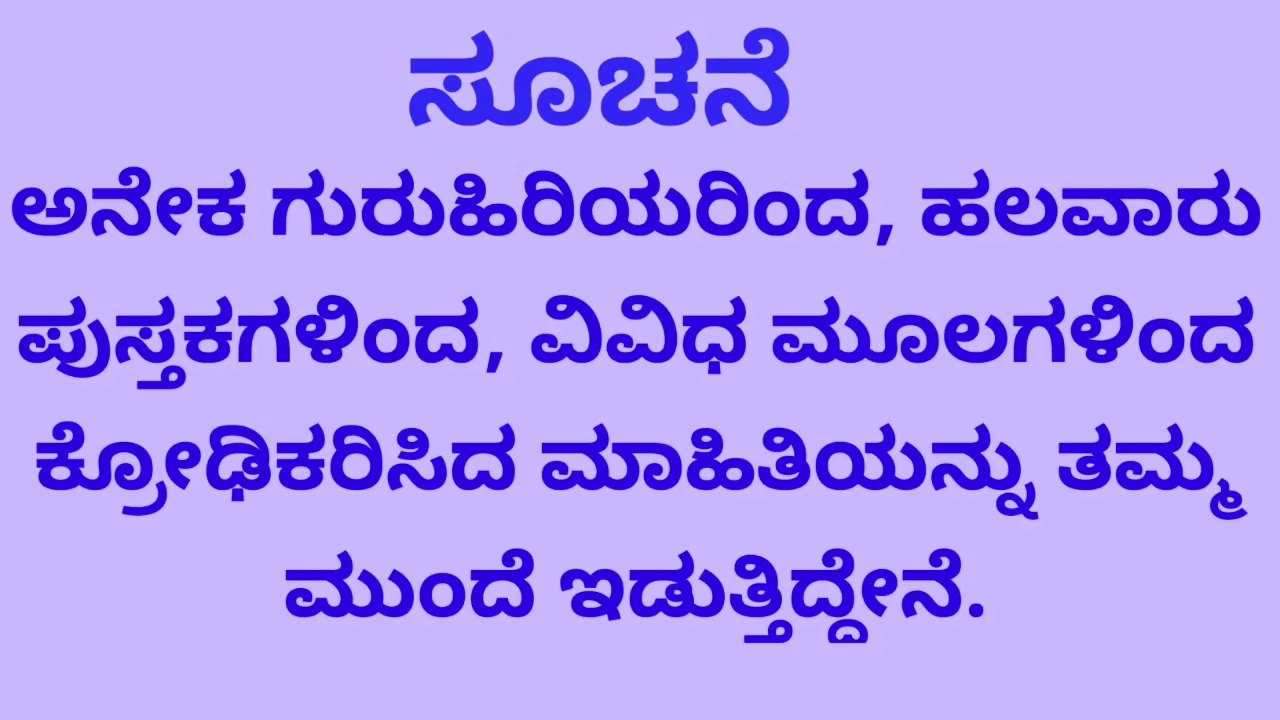 ಸೂಚನೆ
ಅನೇಕ ಗುರುಹಿರಿಯರಿಂದ, ಹಲವಾರು
ಪುಸ್ತಕಗಳಿಂದ, ವಿವಿಧ ಮೂಲಗಳಿಂದ
ಕ್ರೋಢಿಕರಿಸಿದ ಮಾಹಿತಿಯನ್ನು ತಮ್ಮ
ಮುಂದೆ ಇಡುತ್ತಿದ್ದೇನೆ.